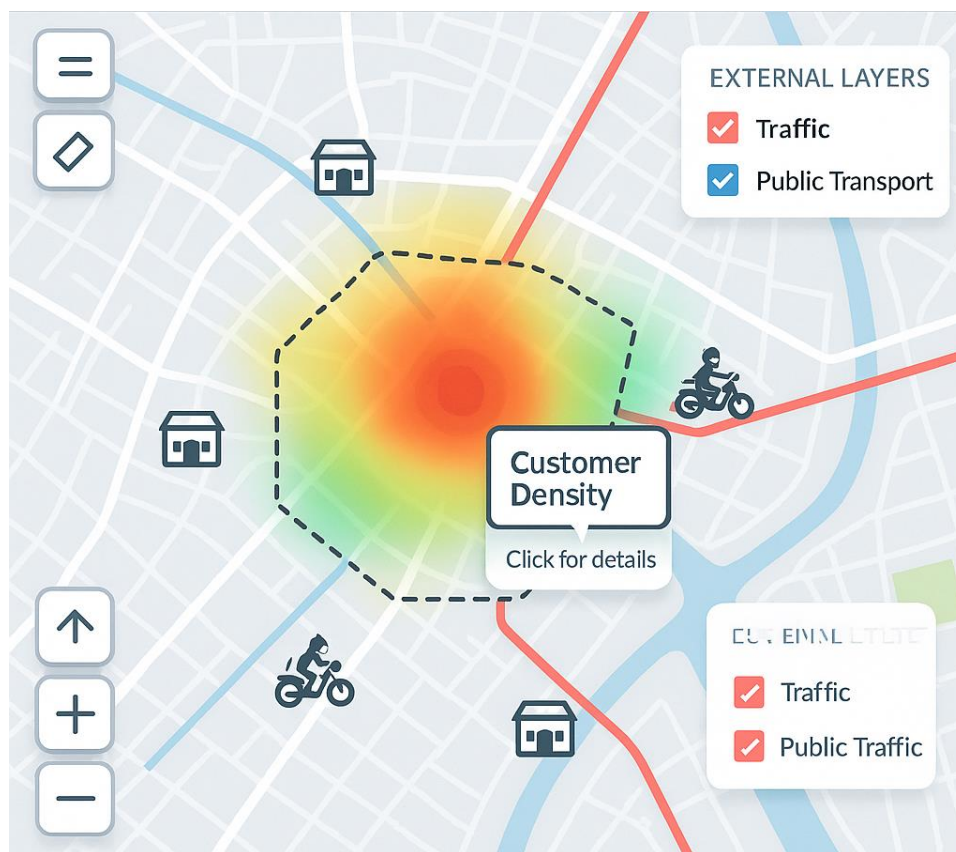 EXTERNAL LAYERS
Traffic
Public Transport
Customer
Density
Click for details
Traffic
Public Traffic